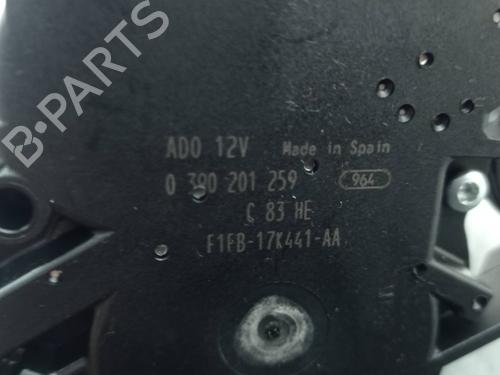 B-PARTS
ADO 12V Made in Spain
0 390 201 259 964
C 83 HE
F1FB-17K441-AA